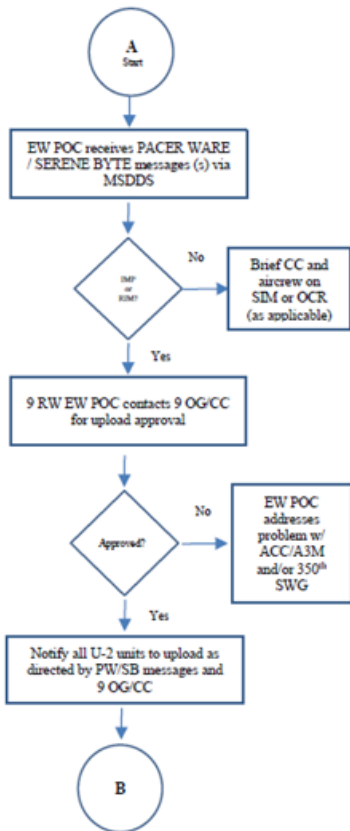 A
Start
EW POC receives PACER WARE
/ SERENE BYTE messages (s) via
MSDDS
IMP
or
RIM?
No
Brief CC and
aircrew on
SIM or OCR
(as applicable)
Yes
9 RW EW POC contacts 9 OG/CC
for upload approval
Approved?
No
EW POC
addresses
problem w/
ACC/A3M
and/or 350th
SWG
Yes
Notify all U-2 units to upload as
directed by PW/SB messages and
9 OG/CC
B